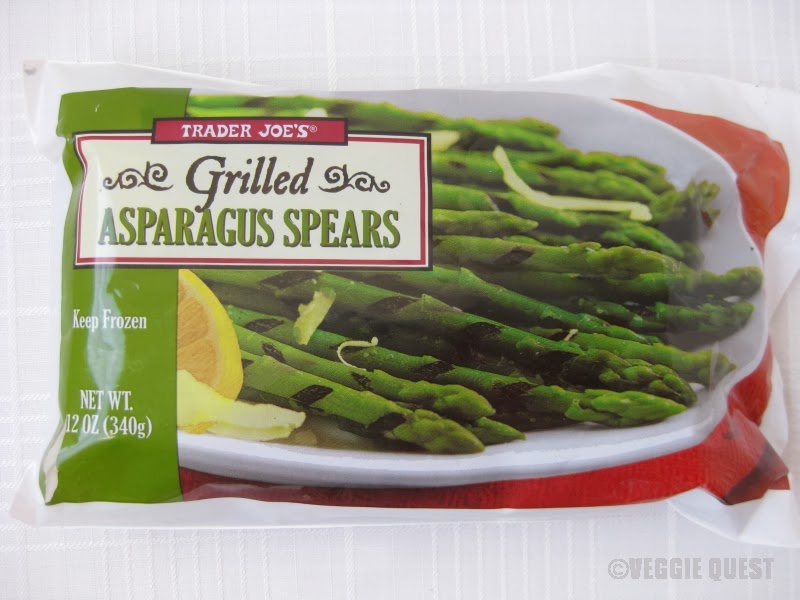 TRADER JOE'S®
Grilled
ASPARAGUS SPEARS
Keep Frozen
NET WT.
12 OZ (340g)
©VEGGIE QUEST